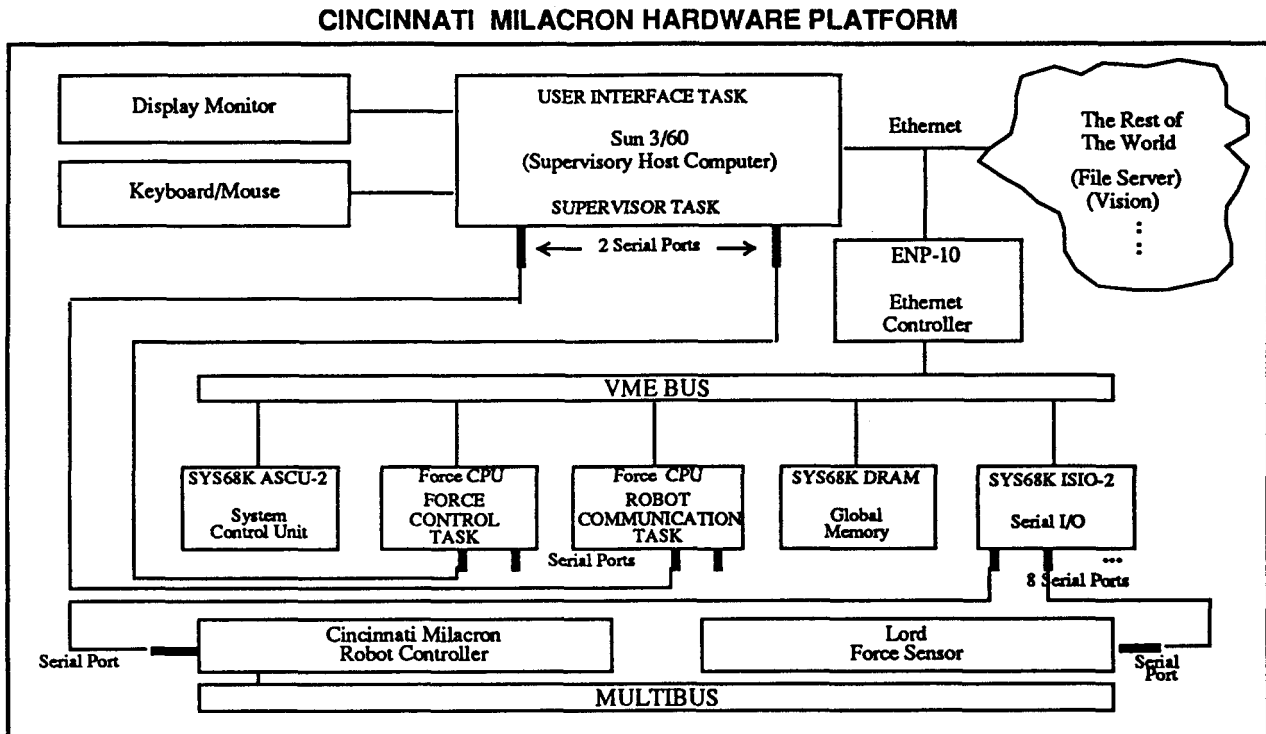 CINCINNATI MILACRON HARDWARE PLATFORM
Display Monitor
Keyboard/Mouse
USER INTERFACE TASK
Sun 3/60
(Supervisory Host Computer)
SUPERVISOR TASK
2 Serial Ports
Ethernet
The Rest of
The World
(File Server)
(Vision)
ENP-10
Ethernet
Controller
VME BUS
SYS68K ASCU-2
System
Control Unit
Force CPU
FORCE
CONTROL
TASK
Force CPU
ROBOT
COMMUNICATION
TASK
SYS68K DRAM
Global
Memory
SYS68K ISIO-2
Serial I/O
Serial Ports
...
8 Serial Ports
Serial Port
Cincinnati Milacron
Robot Controller
Lord
Force Sensor
Serial
Port
MULTIBUS